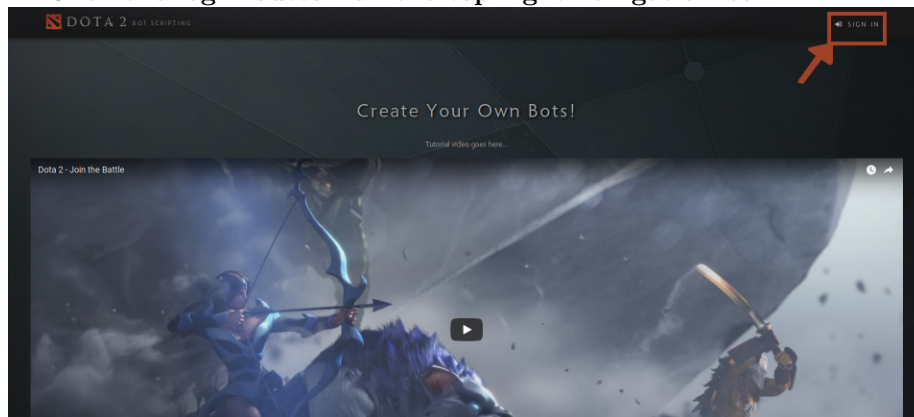 DOTA 2 BOT SCRIPTING
SIGN IN
Create Your Own Bots!
Tutorial video goes here...
Dota 2 - Join the Battle